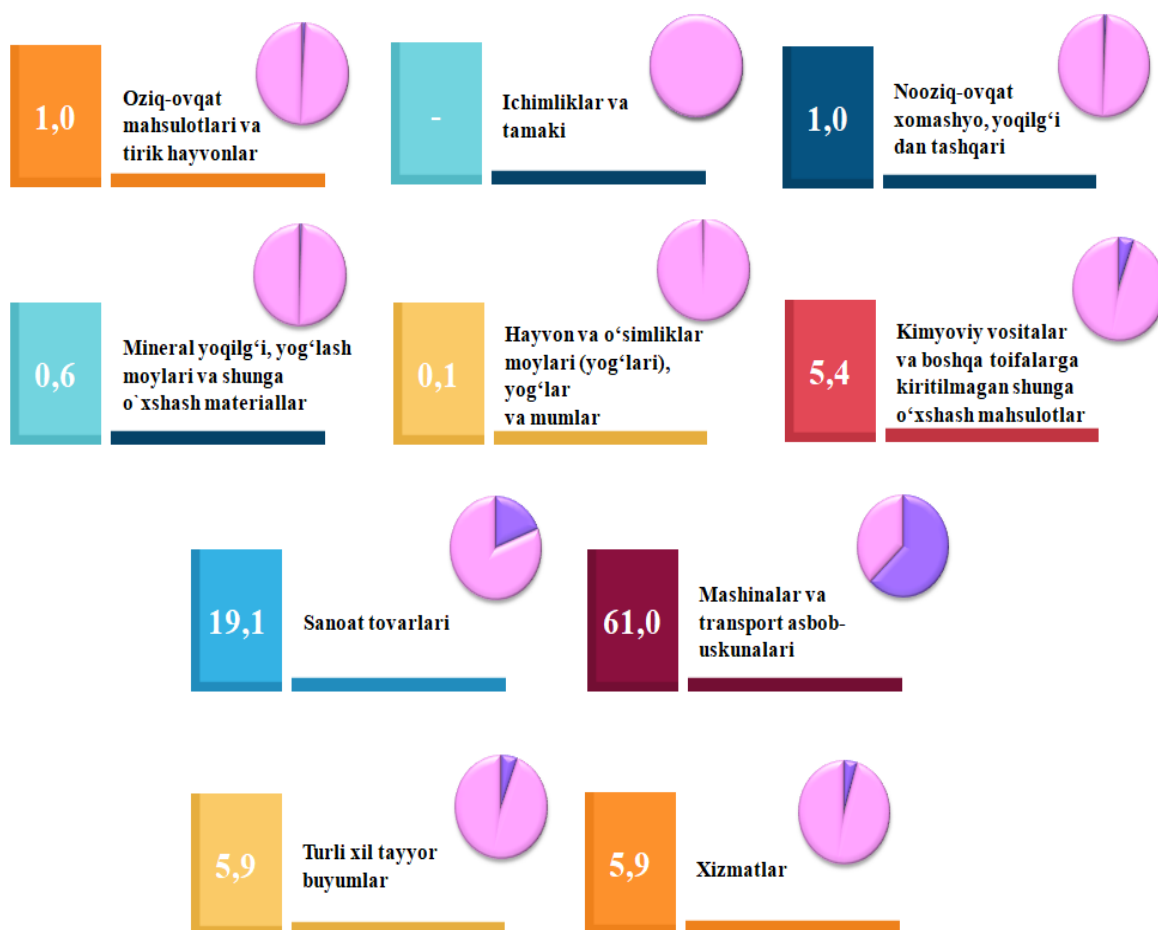 1,0
Oziq-ovqat
mahsulotlari va
tirik hayvonlar
-
Ichimliklar va
tamaki
1,0
Nooziq-ovqat
xomashyo, yoqilg‘i
dan tashqari
0,6
Mineral yoqilg‘i, yog‘lash
moylari va shunga
o`xshash materiallar
0,1
Hayvon va o‘simliklar
moylari (yog‘lari),
yog‘lar
va mumlar
5,4
Kimyoviy vositalar
va boshqa toifalarga
kiritilmagan shunga
o‘xshash mahsulotlar
19,1
Sanoat tovarlari
61,0
Mashinalar va
transport asbob-
uskunalari
5,9
Turli xil tayyor
buyumlar
5,9
Xizmatlar